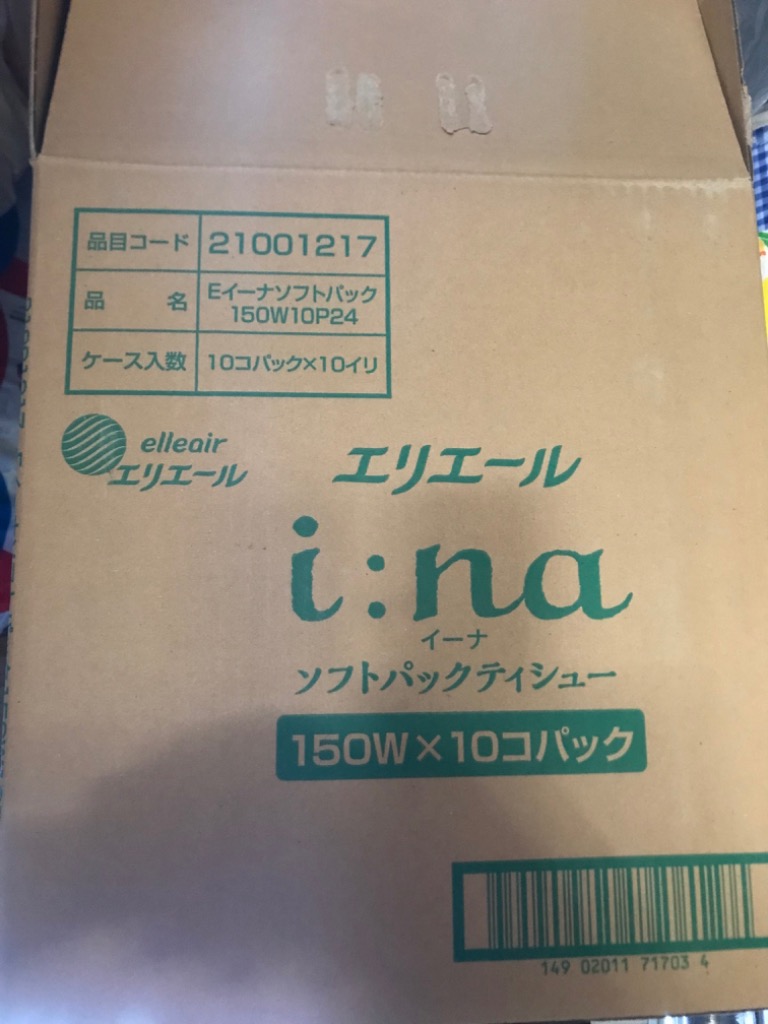 品目コード 21001217
品名 Eイーナソフトパック
150W10P24
ケース入数 10コパック×10イリ
elleair
エリエール
エリエール
i:na
イーナ
ソフトパックティシュー
150W×10コパック
149 02011 71703 4